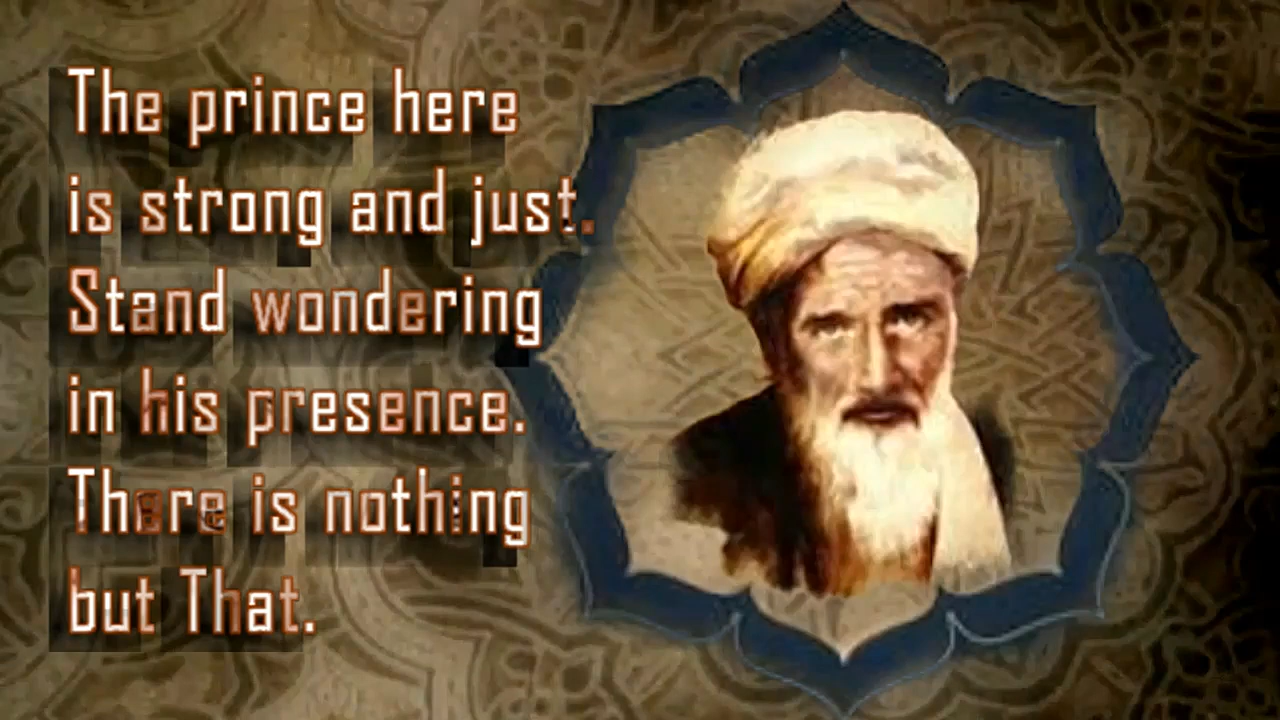 The prince here
is strong and just.
Stand wondering
in his presence.
There is nothing
but That.